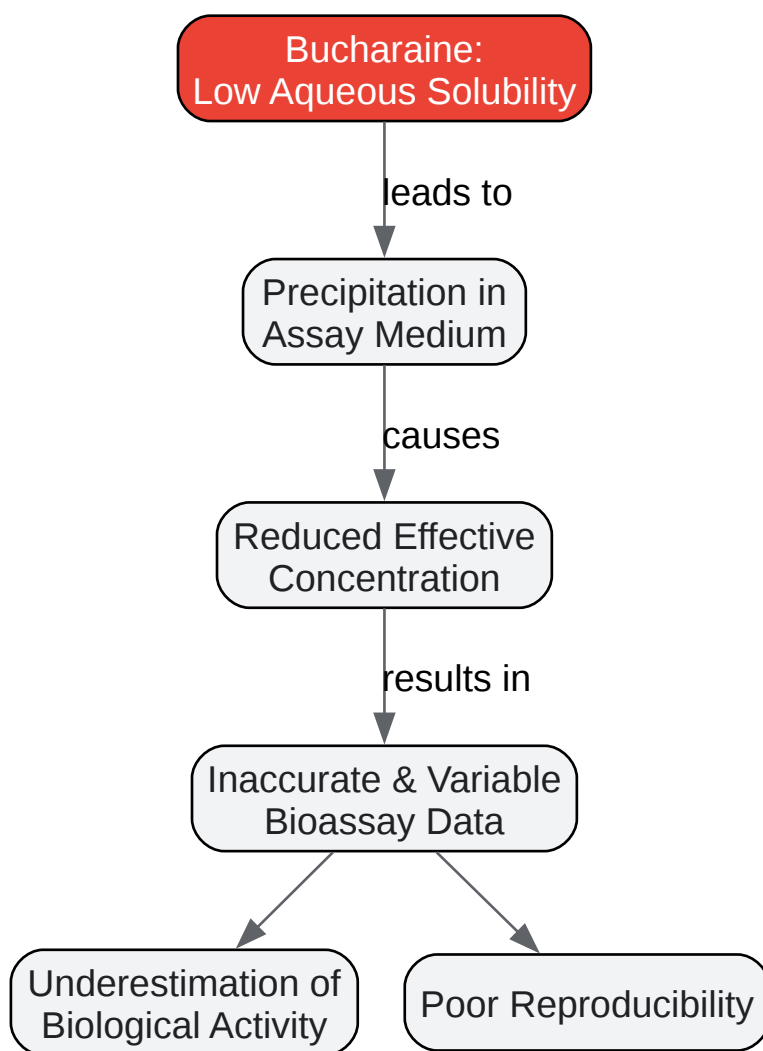 Bucharaine:
Low Aqueous Solubility
leads to
Precipitation in
Assay Medium
causes
Reduced Effective
Concentration
results in
Inaccurate & Variable
Bioassay Data
Underestimation of
Biological Activity
Poor Reproducibility